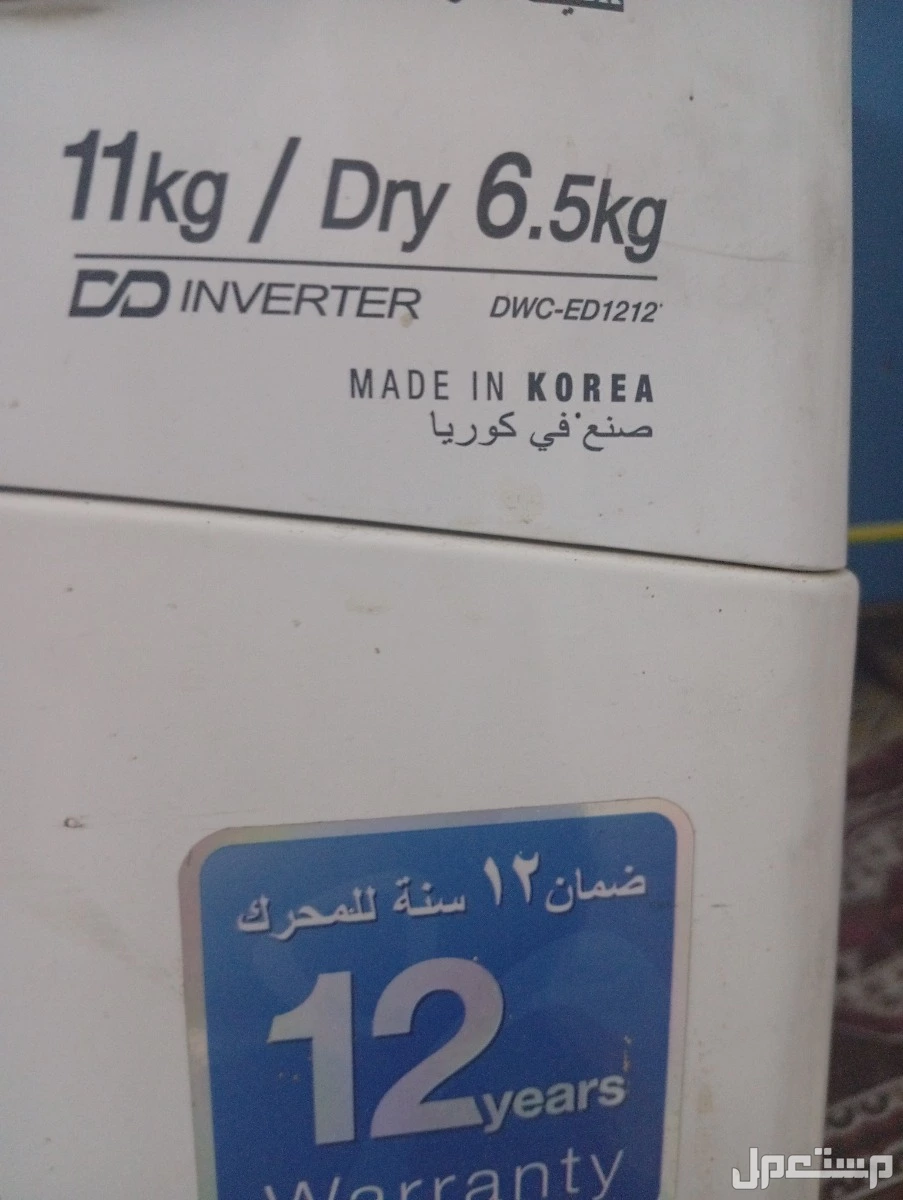 11kg / Dry 6.5kg
DD INVERTER DWC-ED1212
MADE IN KOREA
صنع في كوريا
ضمان ١٢ سنة للمحرك
12 years
Warranty
مستعمل